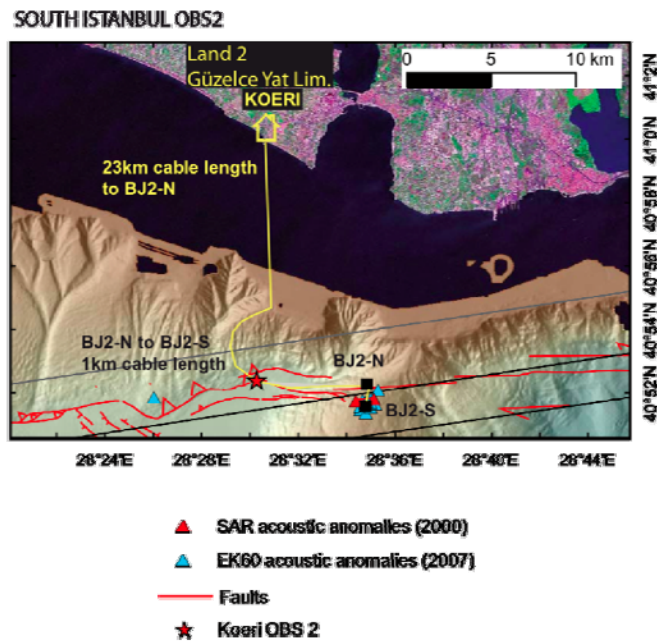 SOUTH ISTANBUL OBS2
Land 2
Güzelce Yat Lim.
KOERI
0 5 10 km
23km cable length
to BJ2-N
BJ2-N to BJ2-S
1km cable length
BJ2-N
BJ2-S
41°2'N
41°0'N
40°58'N
40°56'N
40°54'N
40°52'N
28°24'E 28°28'E 28°32'E 28°36'E 28°40'E 28°44'E
SAR acoustic anomalies (2000)
EK60 acoustic anomalies (2007)
Faults
Koeri OBS 2